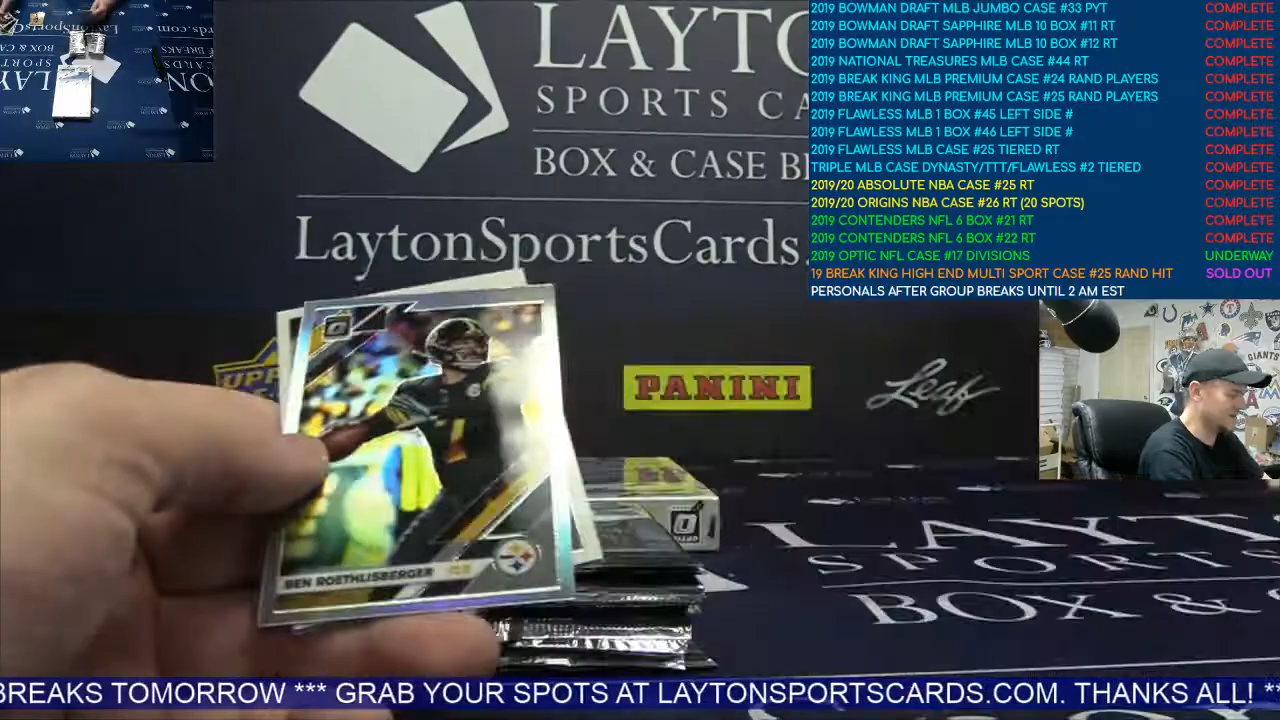 2019 BOWMAN DRAFT MLB JUMBO CASE #33 PYT COMPLETE
2019 BOWMAN DRAFT SAPPHIRE MLB 10 BOX #11 RT COMPLETE
2019 BOWMAN DRAFT SAPPHIRE MLB 10 BOX #12 RT COMPLETE
2019 NATIONAL TREASURES MLB CASE #44 RT COMPLETE
2019 BREAK KING MLB PREMIUM CASE #24 RAND PLAYERS COMPLETE
2019 BREAK KING MLB PREMIUM CASE #25 RAND PLAYERS COMPLETE
2019 FLAWLESS MLB 1 BOX #45 LEFT SIDE # COMPLETE
2019 FLAWLESS MLB 1 BOX #46 LEFT SIDE # COMPLETE
2019 FLAWLESS MLB CASE #25 TIERED RT COMPLETE
TRIPLE MLB CASE DYNASTY/TTT/FLAWLESS #2 TIERED COMPLETE
2019/20 ABSOLUTE NBA CASE #25 RT COMPLETE
2019/20 ORIGINS NBA CASE #26 RT (20 SPOTS) COMPLETE
2019 CONTENDERS NFL 6 BOX #21 RT COMPLETE
2019 CONTENDERS NFL 6 BOX #22 RT COMPLETE
2019 OPTIC NFL CASE #17 DIVISIONS UNDERWAY
19 BREAK KING HIGH END MULTI SPORT CASE #25 RAND HIT SOLD OUT
PERSONALS AFTER GROUP BREAKS UNTIL 2 AM EST
LAYTO
SPORTS CA
BOX & CASE B
LaytonSportsCards.
UPP
PANINI
Leaf
GIANTS
BEN ROETHLISBERGER QB
LAYT
SPORTS
BOX &
BREAKS TOMORROW *** GRAB YOUR SPOTS AT LAYTONSPORTSCARDS.COM. THANKS ALL! **